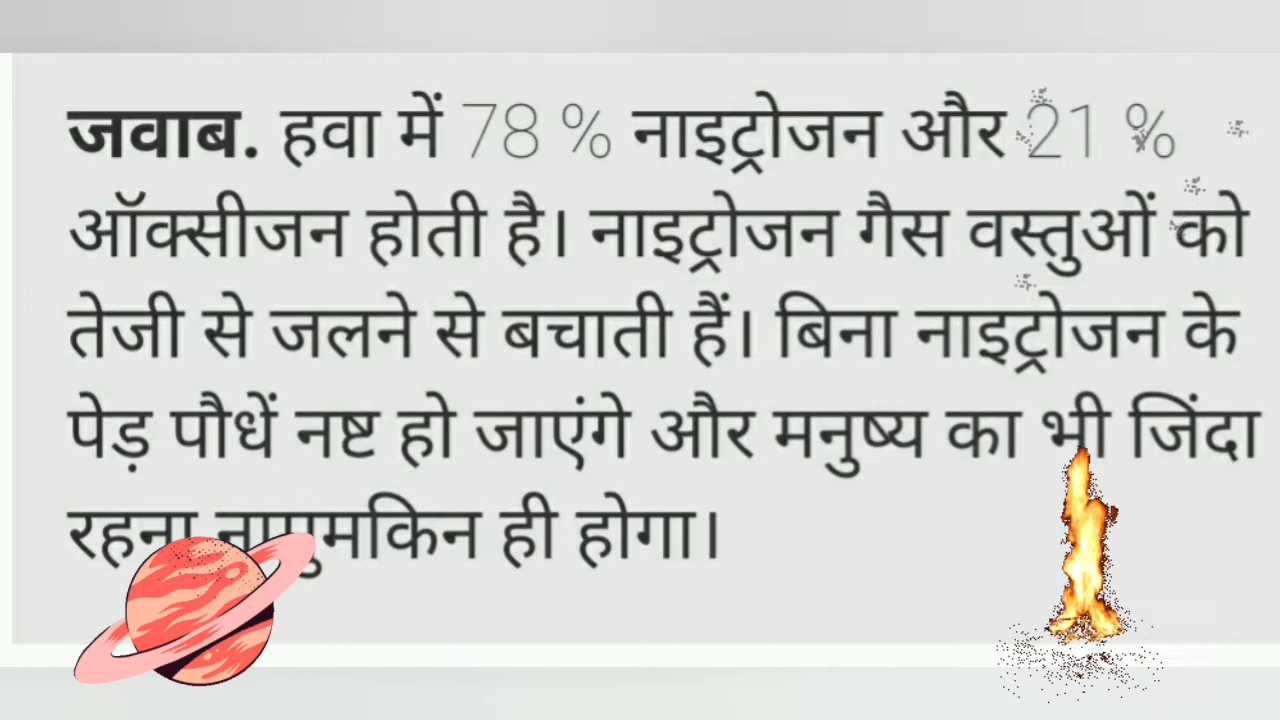 जवाब. हवा में 78 % नाइट्रोजन और 21 %
ऑक्सीजन होती है। नाइट्रोजन गैस वस्तुओं को
तेजी से जलने से बचाती हैं। बिना नाइट्रोजन के
पेड़ पौधें नष्ट हो जाएंगे और मनुष्य का भी जिंदा
रहना नामुमकिन ही होगा।